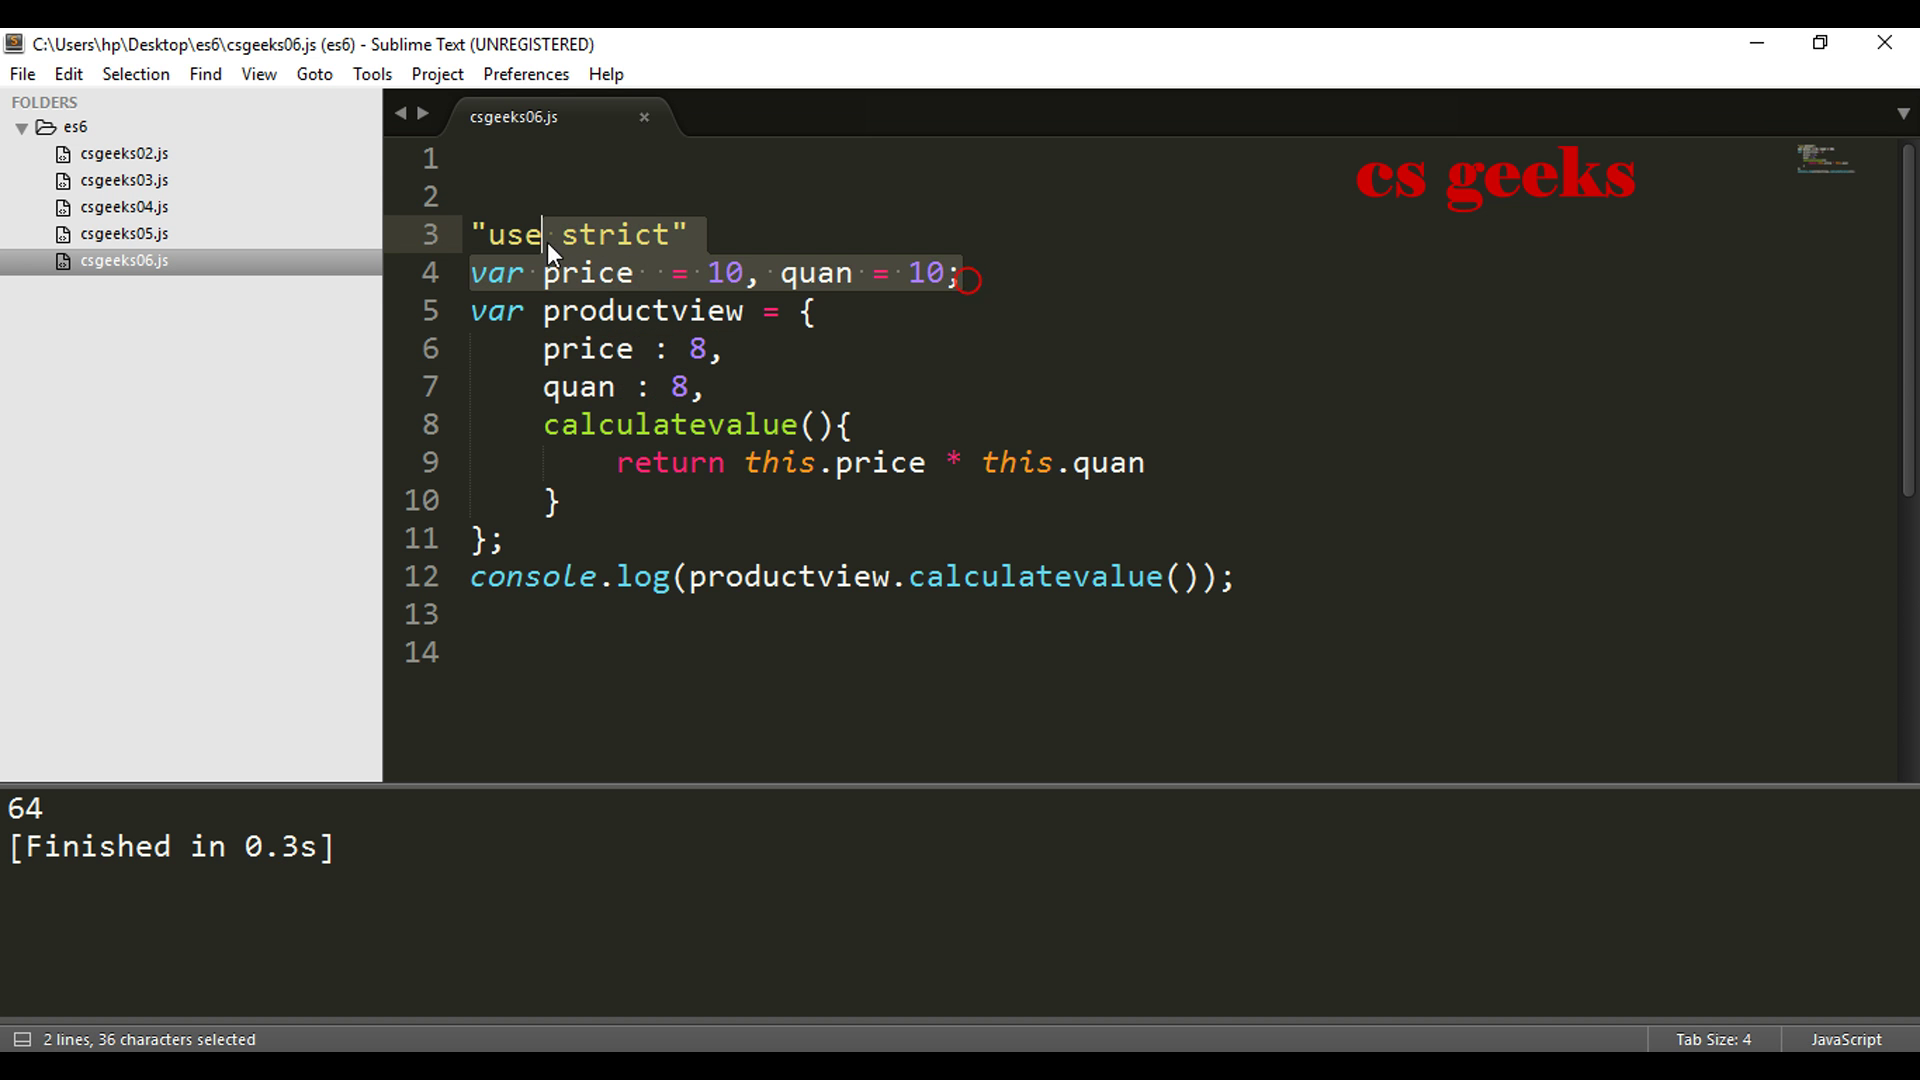 C:\Users\hp\Desktop\es6\csgeeks06.js (es6) - Sublime Text (UNREGISTERED)
File Edit Selection Find View Goto Tools Project Preferences Help
FOLDERS
es6
csgeeks02.js
csgeeks03.js
csgeeks04.js
csgeeks05.js
csgeeks06.js
csgeeks06.js
cs geeks
1
2
3 "use strict"
4 var price  = 10, quan = 10;
5 var productview = {
6     price : 8,
7     quan : 8,
8     calculatevalue(){
9         return this.price * this.quan
10     }
11 };
12 console.log(productview.calculatevalue());
13
14
64
[Finished in 0.3s]
2 lines, 36 characters selected
Tab Size: 4
JavaScript